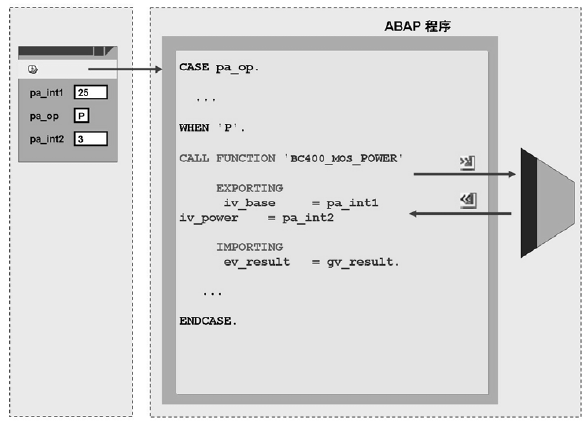 ABAP 程序
pa_int1 25
pa_op P
pa_int2 3
CASE pa_op.
...
WHEN 'P'.
CALL FUNCTION 'BC400_MOS_POWER'
EXPORTING
iv_base = pa_int1
iv_power = pa_int2
IMPORTING
ev_result = gv_result.
...
ENDCASE.